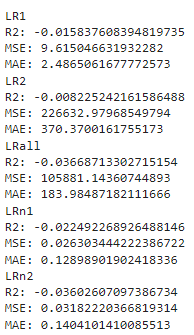 LR1
R2: -0.015837608394819735
MSE: 9.615046631932282
MAE: 2.4865061677772573
LR2
R2: -0.008225242161586488
MSE: 226632.97968549794
MAE: 370.3700161755173
LRall
R2: -0.03668713302715154
MSE: 105881.14360744893
MAE: 183.98487182111666
LRn1
R2: -0.022492268926488146
MSE: 0.026303444222386722
MAE: 0.12898901902418336
LRn2
R2: -0.03602607097386734
MSE: 0.03182220366819314
MAE: 0.1404101410085513